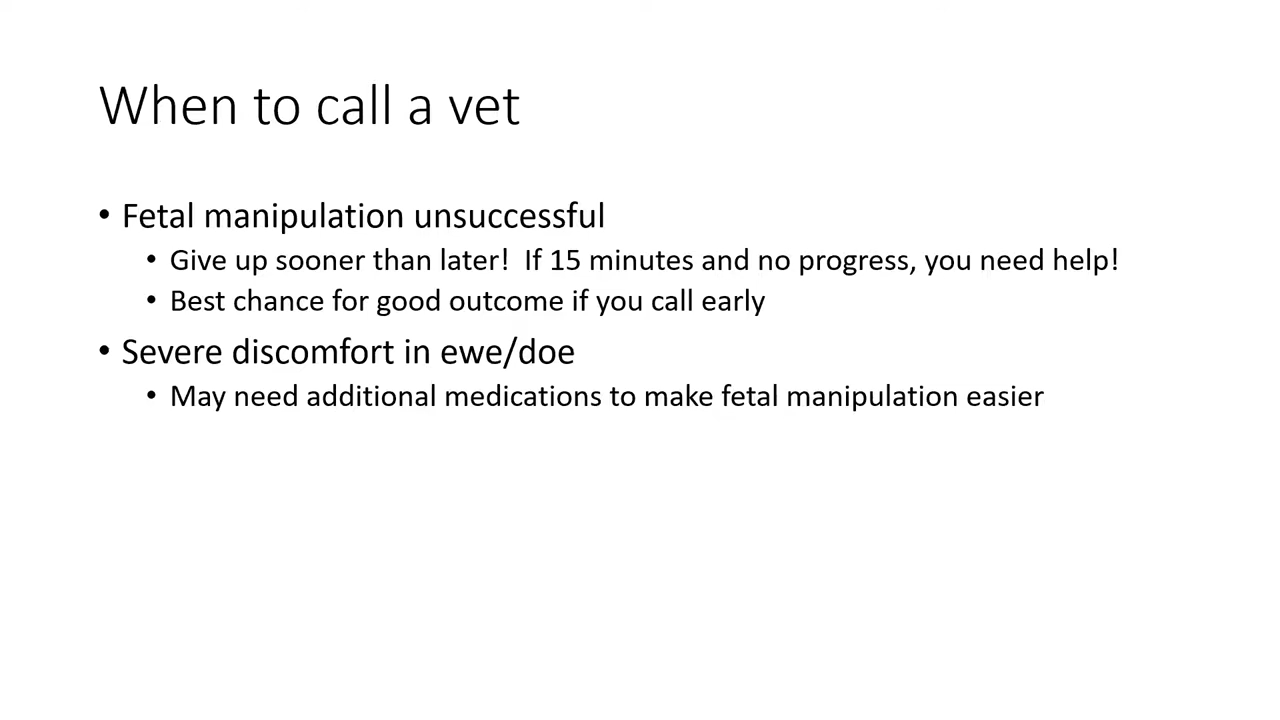 When to call a vet
• Fetal manipulation unsuccessful
• Give up sooner than later!  If 15 minutes and no progress, you need help!
• Best chance for good outcome if you call early
• Severe discomfort in ewe/doe
• May need additional medications to make fetal manipulation easier